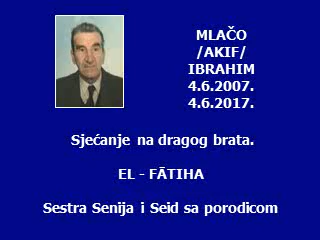 MLAČO
/AKIF/
IBRAHIM
4.6.2007.
4.6.2017.
Sjećanje na dragog brata.
EL - FĀTIHA
Sestra Senija i Seid sa porodicom